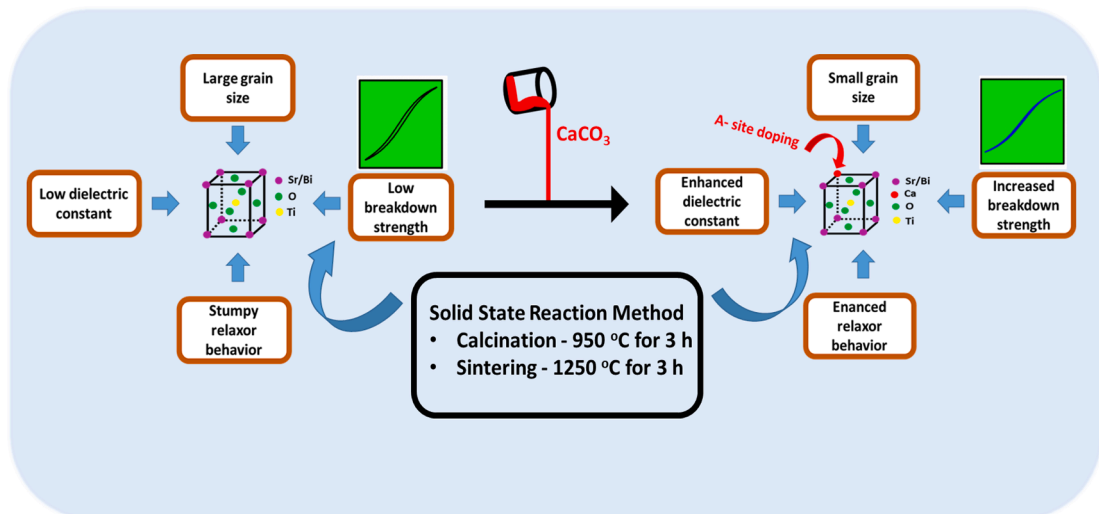 Large grain
size
Low dielectric
constant
Sr/Bi
O
Ti
Low
breakdown
strength
Stumpy
relaxor
behavior
CaCO3
Solid State Reaction Method
• Calcination - 950 °C for 3 h
• Sintering - 1250 °C for 3 h
Small grain
size
A- site doping
Enhanced
dielectric
constant
Sr/Bi
Ca
O
Ti
Increased
breakdown
strength
Enanced
relaxor
behavior